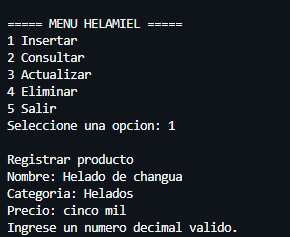 ===== MENU HELAMIEL =====
1 Insertar
2 Consultar
3 Actualizar
4 Eliminar
5 Salir
Seleccione una opcion: 1
Registrar producto
Nombre: Helado de changua
Categoria: Helados
Precio: cinco mil
Ingrese un numero decimal valido.